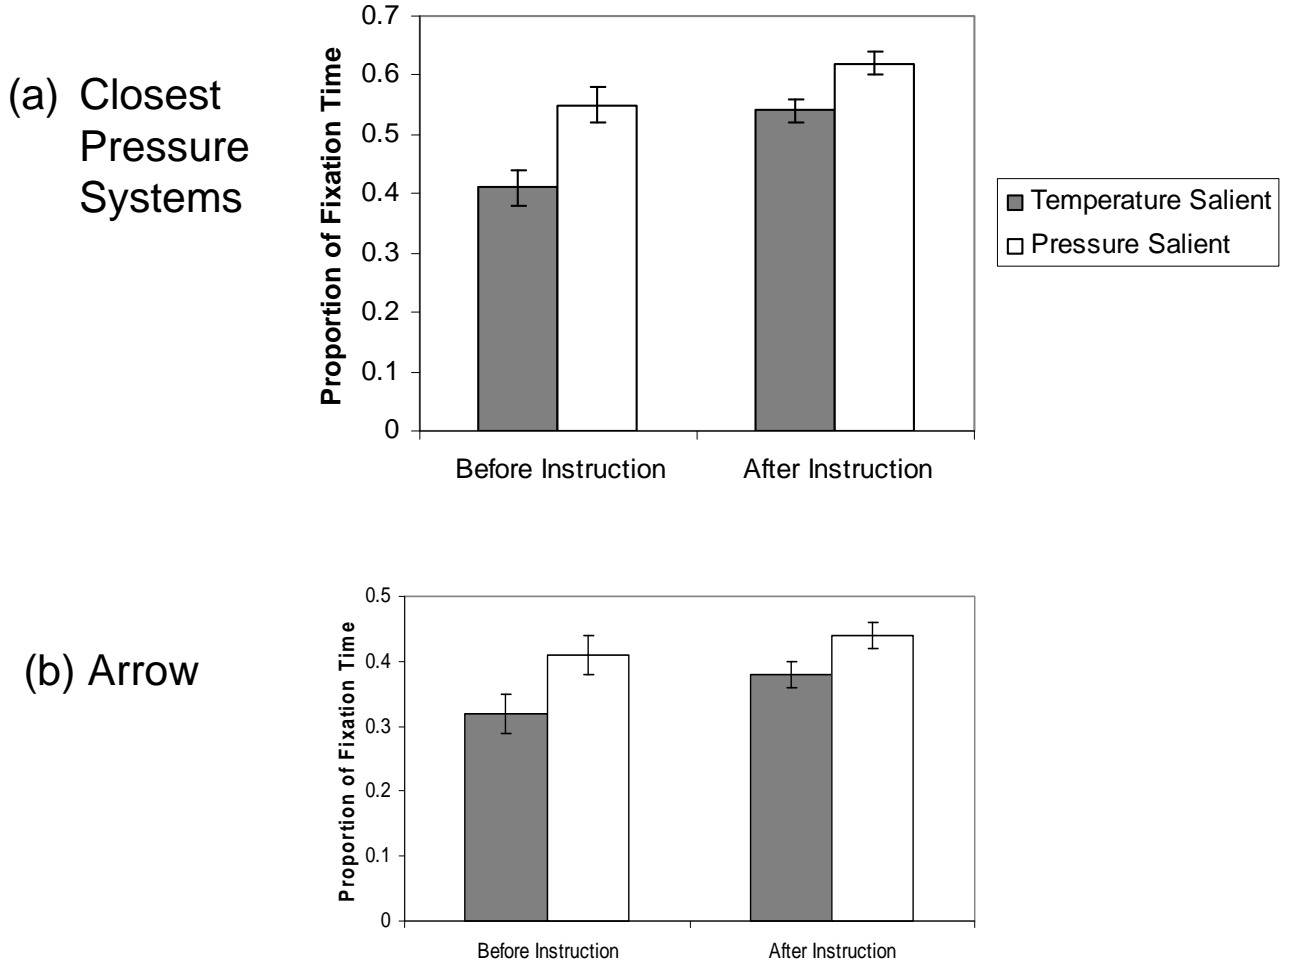 (a) Closest
Pressure
Systems
Proportion of Fixation Time
0.7
0.6
0.5
0.4
0.3
0.2
0.1
0
Before Instruction
After Instruction
Temperature Salient
Pressure Salient
(b) Arrow
Proportion of Fixation Time
0.5
0.4
0.3
0.2
0.1
0
Before Instruction
After Instruction